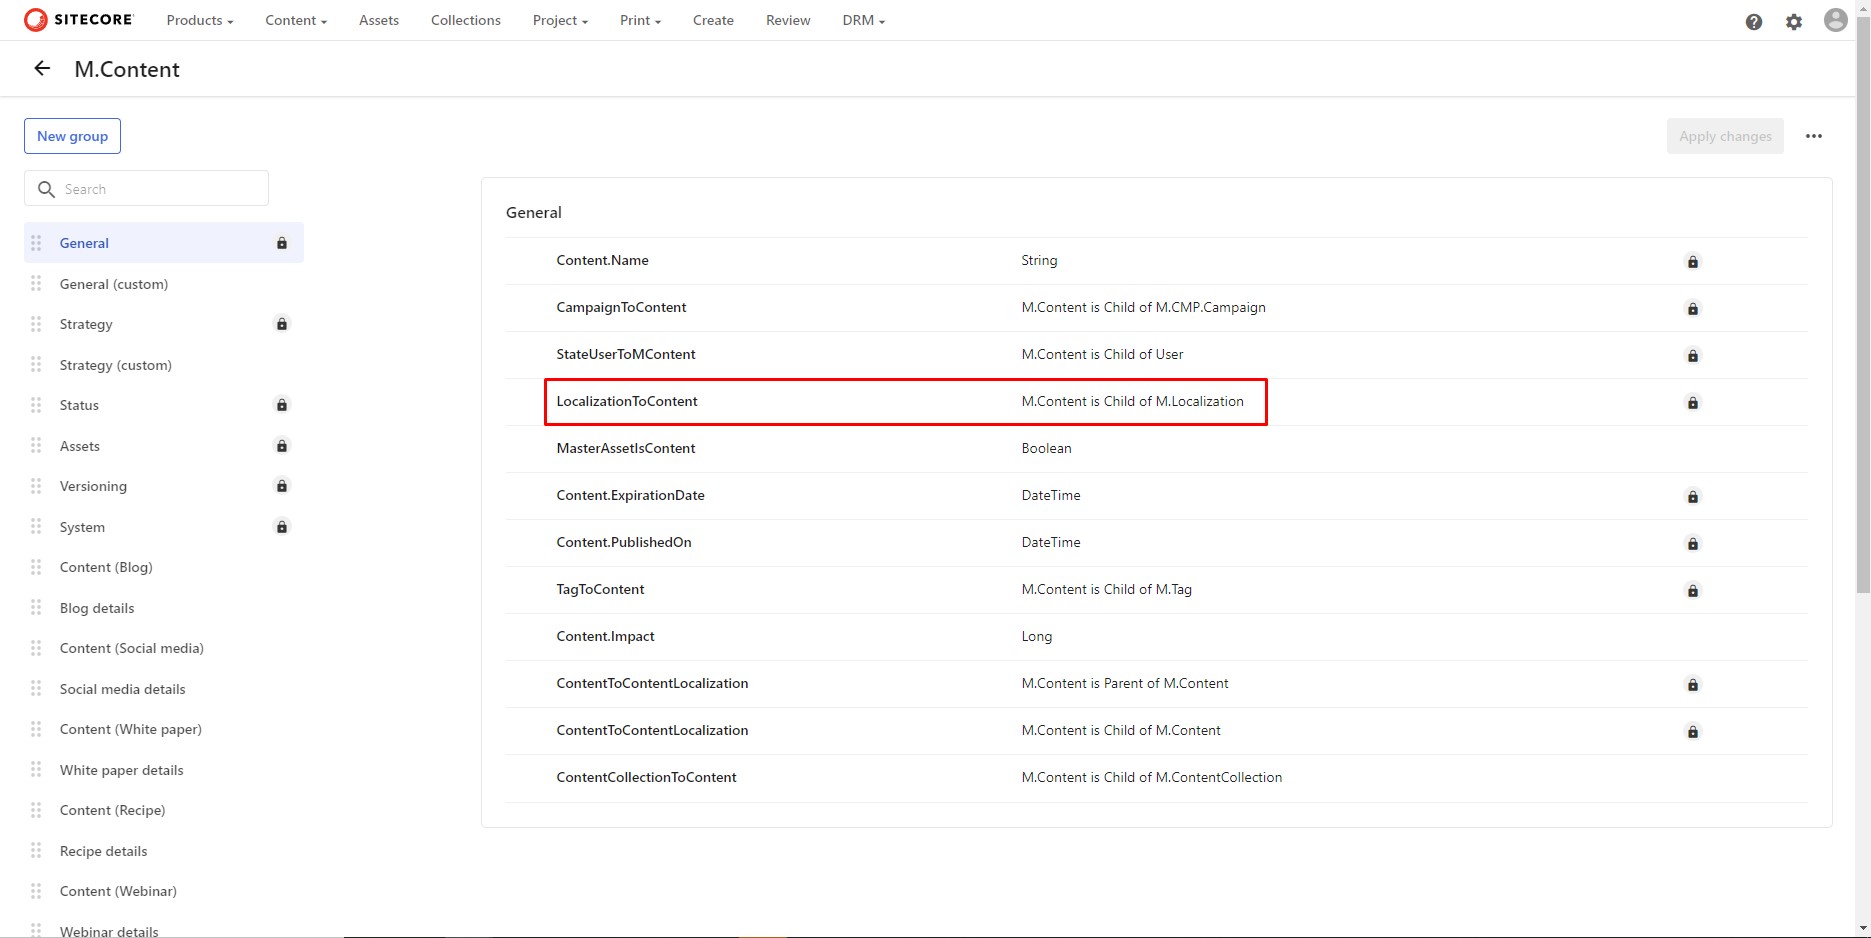 SITECORE Products Content Assets Collections Project Print Create Review DRM
M.Content
New group
Apply changes
Search
General
General (custom)
Strategy
Strategy (custom)
Status
Assets
Versioning
System
Content (Blog)
Blog details
Content (Social media)
Social media details
Content (White paper)
White paper details
Content (Recipe)
Recipe details
Content (Webinar)
Webinar details
General
Content.Name String
CampaignToContent M.Content is Child of M.CMP.Campaign
StateUserToMContent M.Content is Child of User
LocalizationToContent M.Content is Child of M.Localization
MasterAssetIsContent Boolean
Content.ExpirationDate DateTime
Content.PublishedOn DateTime
TagToContent M.Content is Child of M.Tag
Content.Impact Long
ContentToContentLocalization M.Content is Parent of M.Content
ContentToContentLocalization M.Content is Child of M.Content
ContentCollectionToContent M.Content is Child of M.ContentCollection